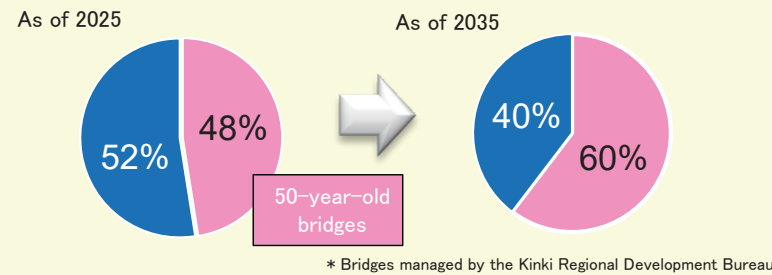 As of 2025
As of 2035
52%
48%
40%
60%
50-year-old
bridges
* Bridges managed by the Kinki Regional Development Bureau